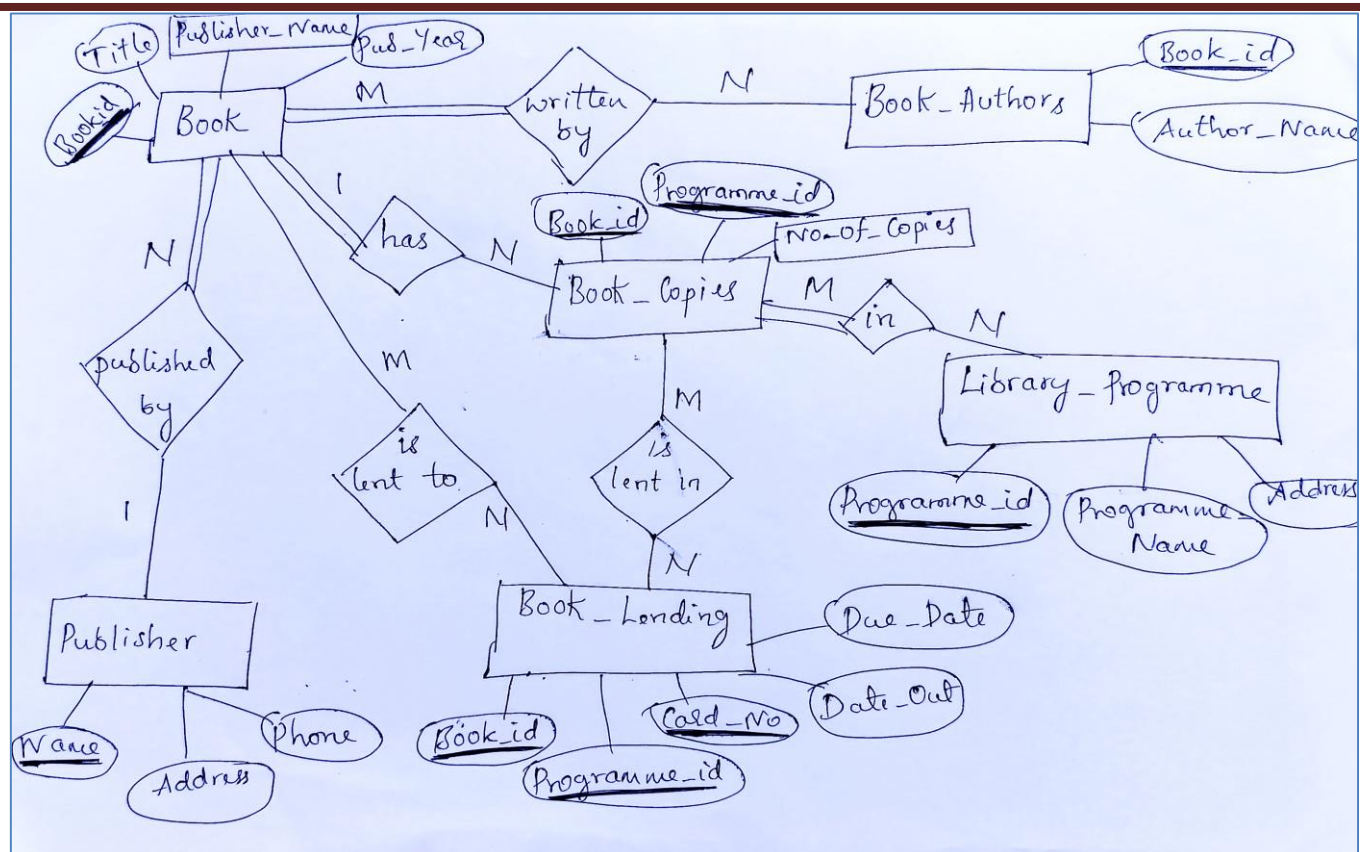 Title
Publisher_Name
Pub_Year
Bookid
Book
M
written
by
N
Book_Authors
Book_id
Author_Name
1
has
N
Book_id
Programme_id
No_of_Copies
Book_Copies
M
in
N
Library_Programme
Programme_id
Programme_
Name
Address
N
published
by
1
M
is
lent to
N
M
is
lent in
N
Publisher
Name
Address
Phone
Book_Lending
Book_id
Programme_id
Card_No
Date_Out
Due_Date